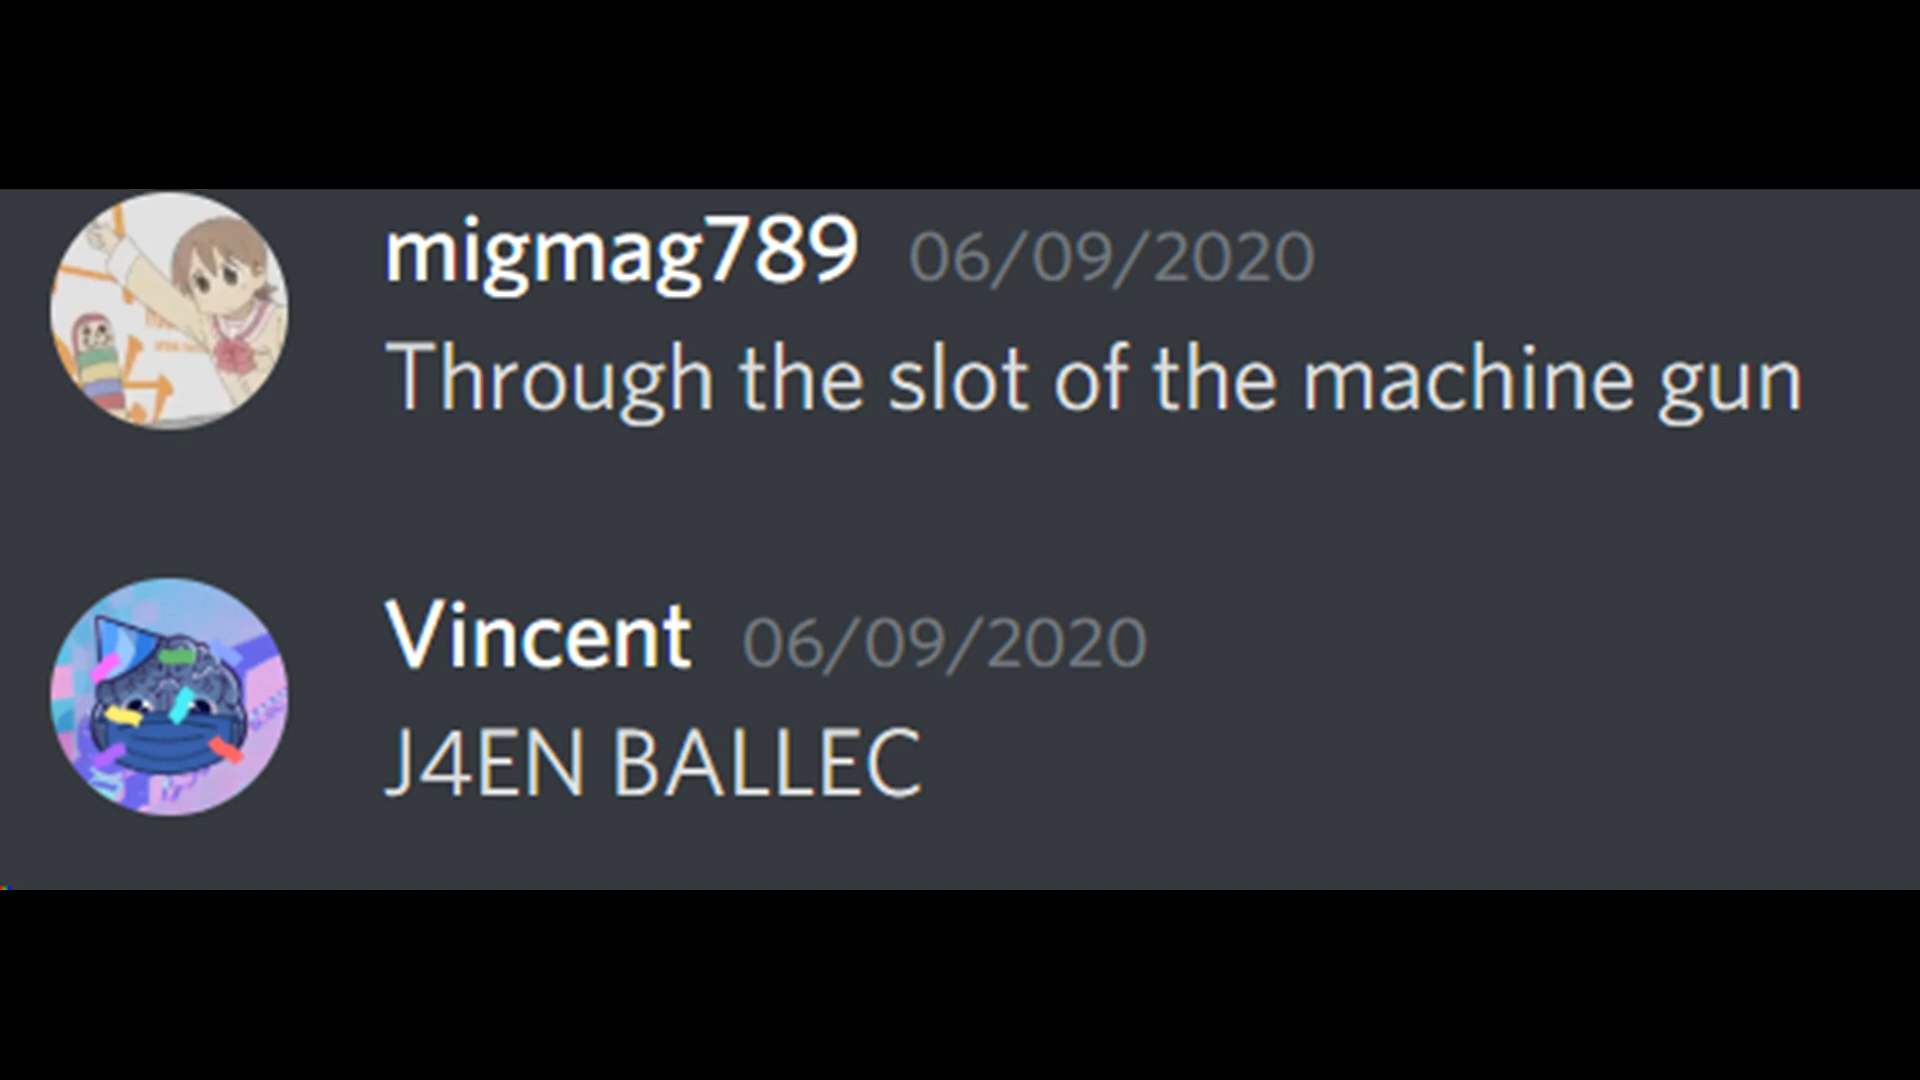 migmag789 06/09/2020
Through the slot of the machine gun
Vincent 06/09/2020
J4EN BALLEC